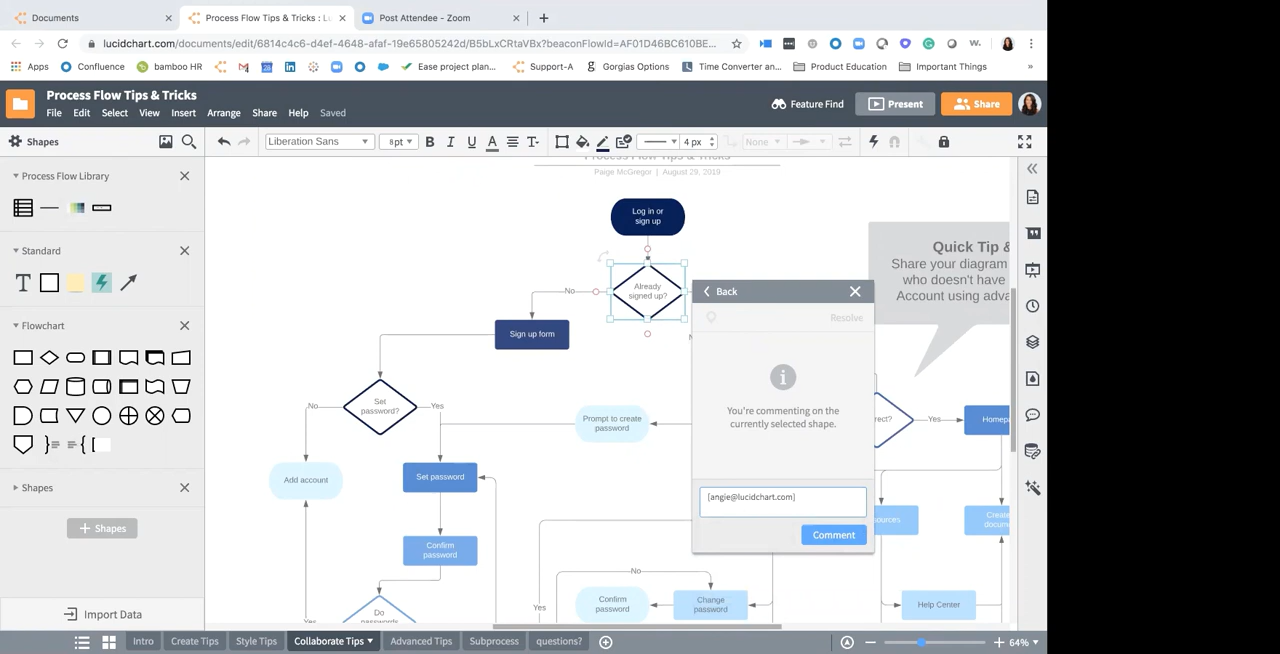 Documents
Process Flow Tips & Tricks : Lu
Post Attendee - Zoom
lucidchart.com/documents/edit/6814c4c6-d4ef-4648-afaf-19e65805242d/B5bLxCRtaVBx?beaconFlowId=AF01D46BC610BE...
Apps
Confluence
bamboo HR
Ease project plan...
Support-A
Gorgias Options
Time Converter an...
Product Education
Important Things
»
Process Flow Tips & Tricks
File Edit Select View Insert Arrange Share Help Saved
Feature Find
Present
Share
Shapes
Liberation Sans
8pt
B I U A T
4 px
None
Process Flow Library
Standard
T
Flowchart
Shapes
+ Shapes
Import Data
Process Flow Tips & Tricks
Paige McGregor | August 29, 2019
Log in or
sign up
Already
signed up?
No
Sign up form
Set
password?
No
Yes
Add account
Set password
Confirm
password
Do
passwords
Yes
Prompt to create
password
Yes
No
Confirm
password
Change
password
Quick Tip &
Share your diagram
who doesn't have
Account using adva
rect?
Yes
Homep
ources
Create
docum
Help Center
Back
Resolve
You're commenting on the
currently selected shape.
[angie@lucidchart.com]
Comment
Intro
Create Tips
Style Tips
Collaborate Tips
Advanced Tips
Subprocess
questions?
64%